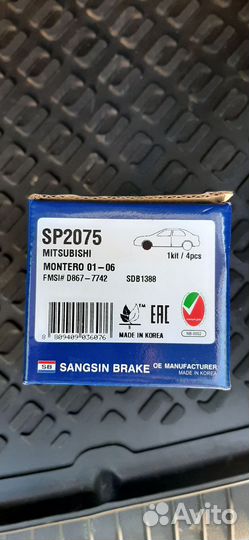 SP2075
MITSUBISHI
1kit / 4pcs
MONTERO 01-06
FMSI# D867-7742 SDB1388
MADE IN KOREA
EAC
8 809409 036076
SB SANGSIN BRAKE OE MANUFACTURER
MADE IN KOREA
Avito